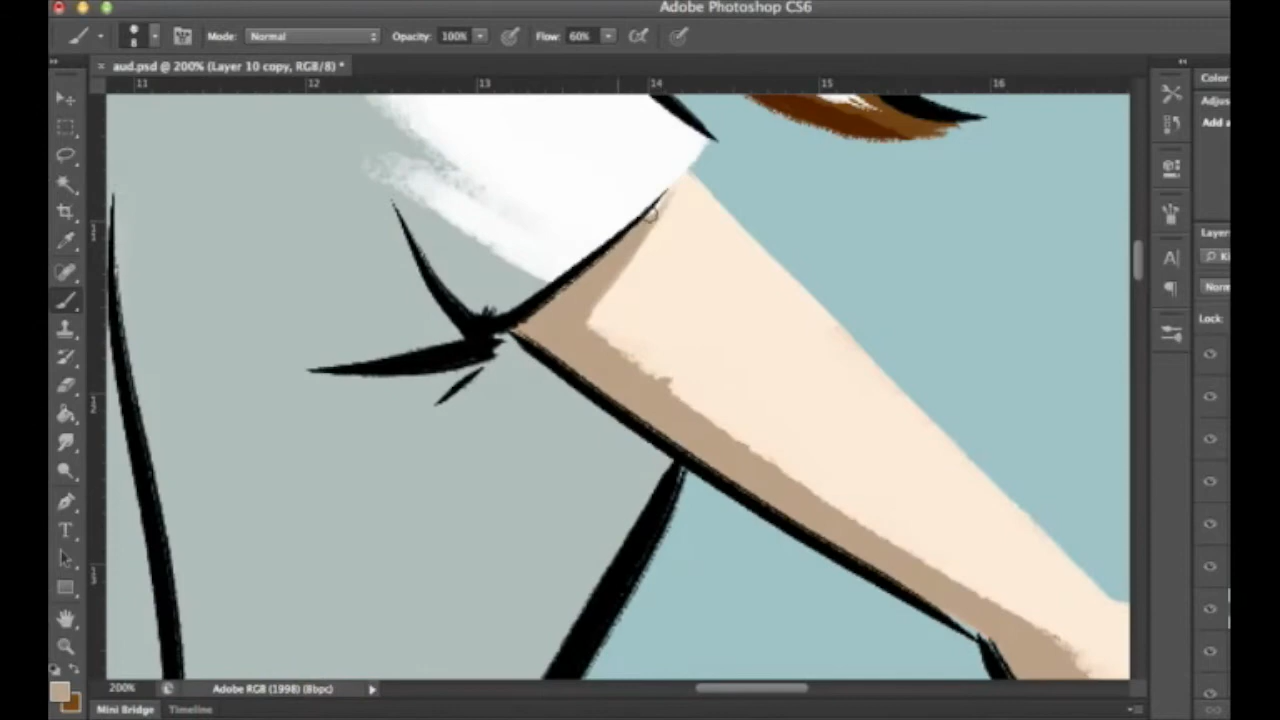 Adobe Photoshop CS6
8 Mode: Normal Opacity: 100% Flow: 60%
× aud.psd @ 200% (Layer 10 copy, RGB/8) *
11 12 13 14 15 16
Color
Adjus
Add a
Layer
Norm
Lock:
200% Adobe RGB (1998) (8bpc)
Mini Bridge Timeline